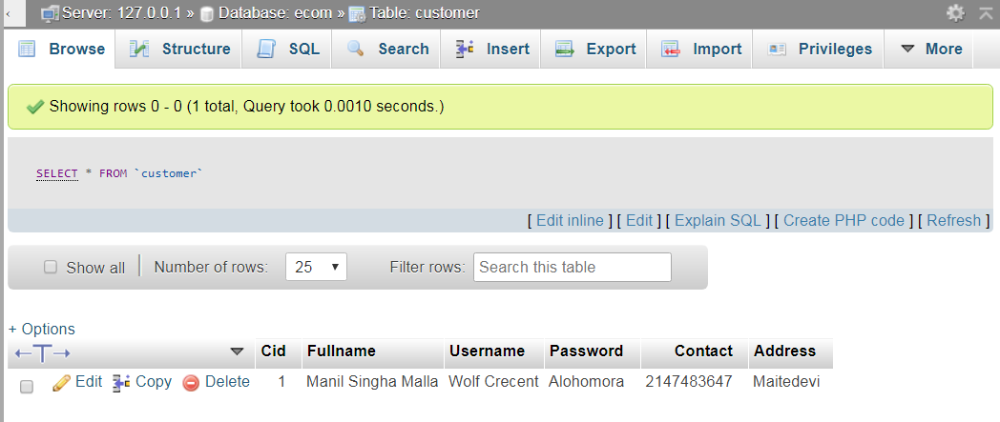 Server: 127.0.0.1 » Database: ecom » Table: customer
Browse Structure SQL Search Insert Export Import Privileges More
Showing rows 0 - 0 (1 total, Query took 0.0010 seconds.)
SELECT * FROM `customer`
[ Edit inline ] [ Edit ] [ Explain SQL ] [ Create PHP code ] [ Refresh ]
Show all Number of rows: 25 Filter rows: Search this table
+ Options
Cid Fullname Username Password Contact Address
Edit Copy Delete 1 Manil Singha Malla Wolf Crecent Alohomora 2147483647 Maitedevi